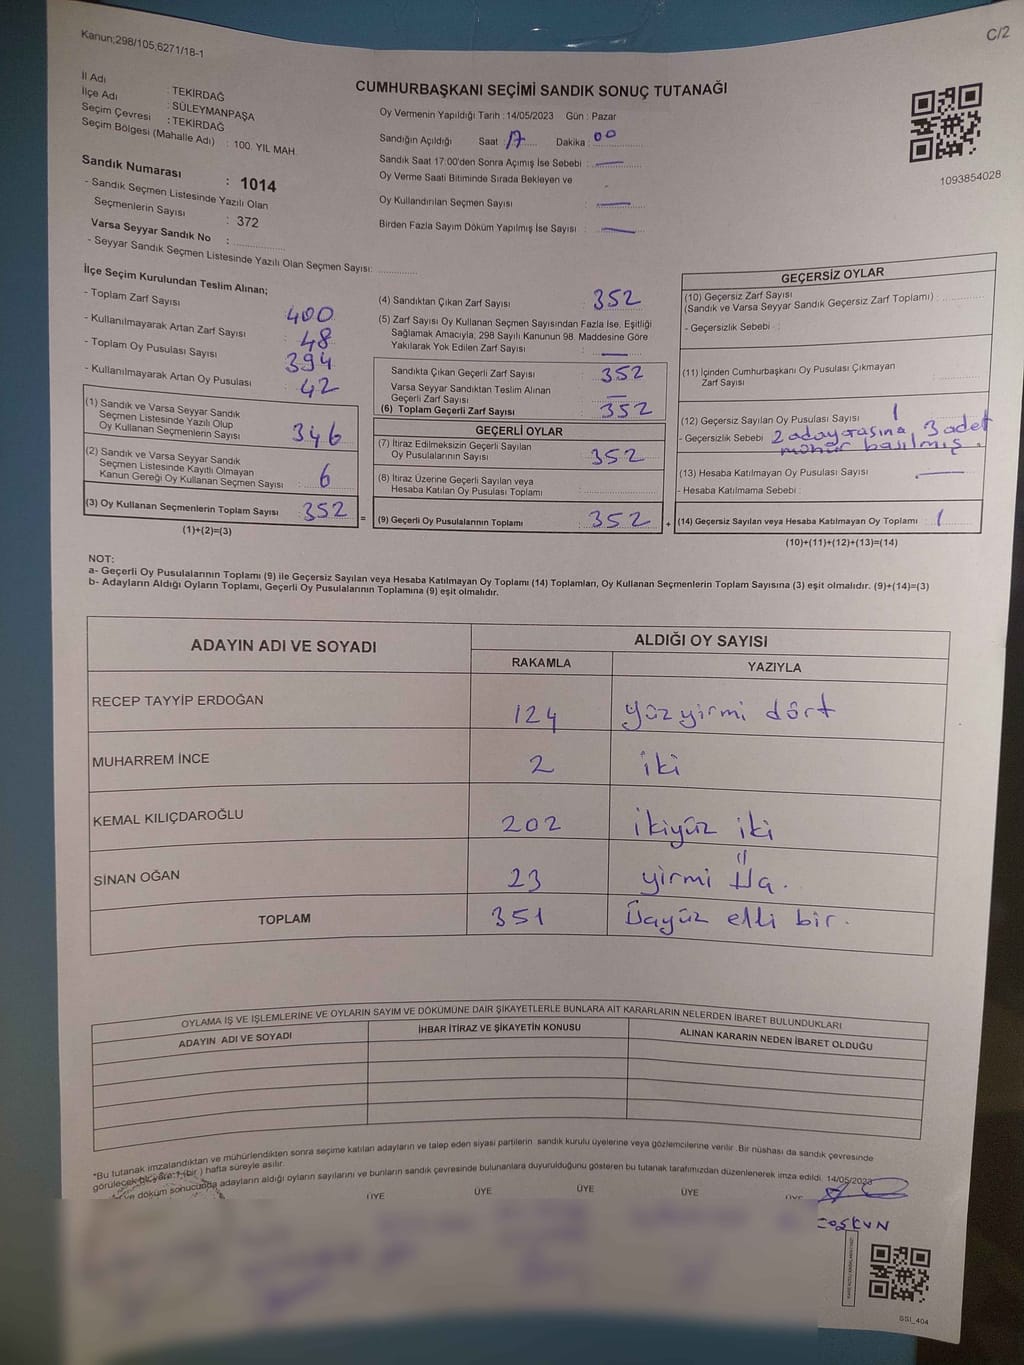 Kanun;298/105,6271/18-1
C/2
İl Adı : TEKİRDAĞ
İlçe Adı : SÜLEYMANPAŞA
Seçim Çevresi : TEKİRDAĞ
Seçim Bölgesi (Mahalle Adı) : 100. YIL MAH.
Sandık Numarası : 1014
- Sandık Seçmen Listesinde Yazılı Olan
Seçmenlerin Sayısı : 372
Varsa Seyyar Sandık No :
- Seyyar Sandık Seçmen Listesinde Yazılı Olan Seçmen Sayısı:
CUMHURBAŞKANI SEÇİMİ SANDIK SONUÇ TUTANAĞI
Oy Vermenin Yapıldığı Tarih : 14/05/2023 Gün : Pazar
Sandığın Açıldığı Saat 17 Dakika : 00
Sandık Saat 17:00'den Sonra Açımış İse Sebebi : —
Oy Verme Saati Bitiminde Sırada Bekleyen ve
Oy Kullandırılan Seçmen Sayısı : —
Birden Fazla Sayım Döküm Yapılmış İse Sayısı : —
1093854028
İlçe Seçim Kurulundan Teslim Alınan;
- Toplam Zarf Sayısı 400
- Kullanılmayarak Artan Zarf Sayısı 48
- Toplam Oy Pusulası Sayısı 394
- Kullanılmayarak Artan Oy Pusulası 42
(1) Sandık ve Varsa Seyyar Sandık
Seçmen Listesinde Yazılı Olup
Oy Kullanan Seçmenlerin Sayısı 346
(2) Sandık ve Varsa Seyyar Sandık
Seçmen Listesinde Kayıtlı Olmayan
Kanun Gereği Oy Kullanan Seçmen Sayısı 6
(3) Oy Kullanan Seçmenlerin Toplam Sayısı 352
(1)+(2)=(3)
=
(4) Sandıktan Çıkan Zarf Sayısı : 352
(5) Zarf Sayısı Oy Kullanan Seçmen Sayısından Fazla İse, Eşitliği
Sağlamak Amacıyla, 298 Sayılı Kanunun 98. Maddesine Göre
Yakılarak Yok Edilen Zarf Sayısı : —
Sandıkta Çıkan Geçerli Zarf Sayısı : 352
Varsa Seyyar Sandıktan Teslim Alınan
Geçerli Zarf Sayısı : —
(6) Toplam Geçerli Zarf Sayısı : 352
GEÇERLİ OYLAR
(7) İtiraz Edilmeksizin Geçerli Sayılan
Oy Pusulalarının Sayısı : 352
(8) İtiraz Üzerine Geçerli Sayılan veya
Hesaba Katılan Oy Pusulası Toplamı :
(9) Geçerli Oy Pusulalarının Toplamı : 352
+
GEÇERSİZ OYLAR
(10) Geçersiz Zarf Sayısı
(Sandık ve Varsa Seyyar Sandık Geçersiz Zarf Toplamı) :
- Geçersizlik Sebebi :
(11) İçinden Cumhurbaşkanı Oy Pusulası Çıkmayan
Zarf Sayısı :
(12) Geçersiz Sayılan Oy Pusulası Sayısı : 1
- Geçersizlik Sebebi 2 aday arasına, 3 adet
mühür basılmış.
(13) Hesaba Katılmayan Oy Pusulası Sayısı : —
- Hesaba Katılmama Sebebi :
(14) Geçersiz Sayılan veya Hesaba Katılmayan Oy Toplamı : 1
(10)+(11)+(12)+(13)=(14)
NOT:
a- Geçerli Oy Pusulalarının Toplamı (9) ile Geçersiz Sayılan veya Hesaba Katılmayan Oy Toplamı (14) Toplamları, Oy Kullanan Seçmenlerin Toplam Sayısına (3) eşit olmalıdır. (9)+(14)=(3)
b- Adayların Aldığı Oyların Toplamı, Geçerli Oy Pusulalarının Toplamına (9) eşit olmalıdır.
ADAYIN ADI VE SOYADI
ALDIĞI OY SAYISI
RAKAMLA YAZIYLA
RECEP TAYYİP ERDOĞAN 124 yüz yirmi dört
MUHARREM İNCE 2 iki
KEMAL KILIÇDAROĞLU 202 ikiyüz iki
SİNAN OĞAN 23 yirmi üç.
TOPLAM 351 Üçyüz elli bir.
OYLAMA İŞ VE İŞLEMLERİNE VE OYLARIN SAYIM VE DÖKÜMÜNE DAİR ŞİKAYETLERLE BUNLARA AİT KARARLARIN NELERDEN İBARET BULUNDUKLARI
ADAYIN ADI VE SOYADI İHBAR İTİRAZ VE ŞİKAYETİN KONUSU ALINAN KARARIN NEDEN İBARET OLDUĞU
*Bu tutanak imzalandıktan ve mühürlendikten sonra seçime katılan adayların ve talep eden siyasi partilerin sandık kurulu üyelerine veya gözlemcilerine verilir. Bir nüshası da sandık çevresinde
görülecek bir yere 1 (bir) hafta süreyle asılır.
ve döküm sonucunda adayların aldığı oyların sayılarını ve bunların sandık çevresinde bulunanlara duyurulduğunu gösteren bu tutanak tarafımızdan düzenlenerek imza edildi. 14/05/2023
ÜYE ÜYE ÜYE ÜYE ÜYE
COŞKUN
SSI_404